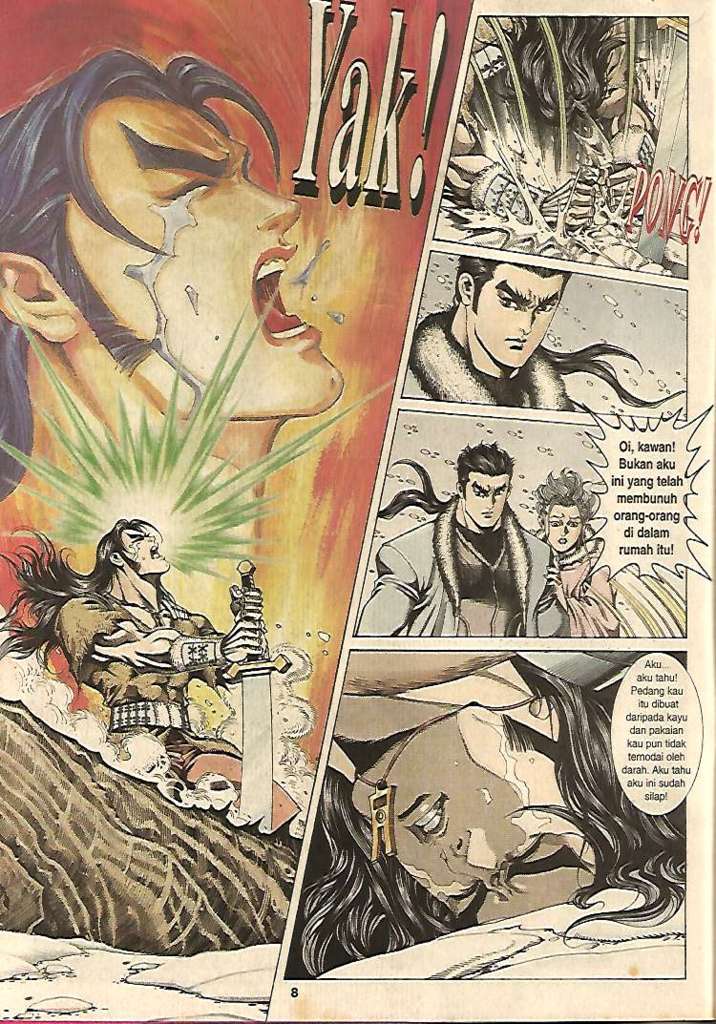 Yak!
PONG!
Oi, kawan!
Bukan aku
ini yang telah
membunuh
orang-orang
di dalam
rumah itu!
Aku...
aku tahu!
Pedang kau
itu dibuat
daripada kayu
dan pakaian
kau pun tidak
ternodai oleh
darah. Aku tahu
aku ini sudah
silap!
8